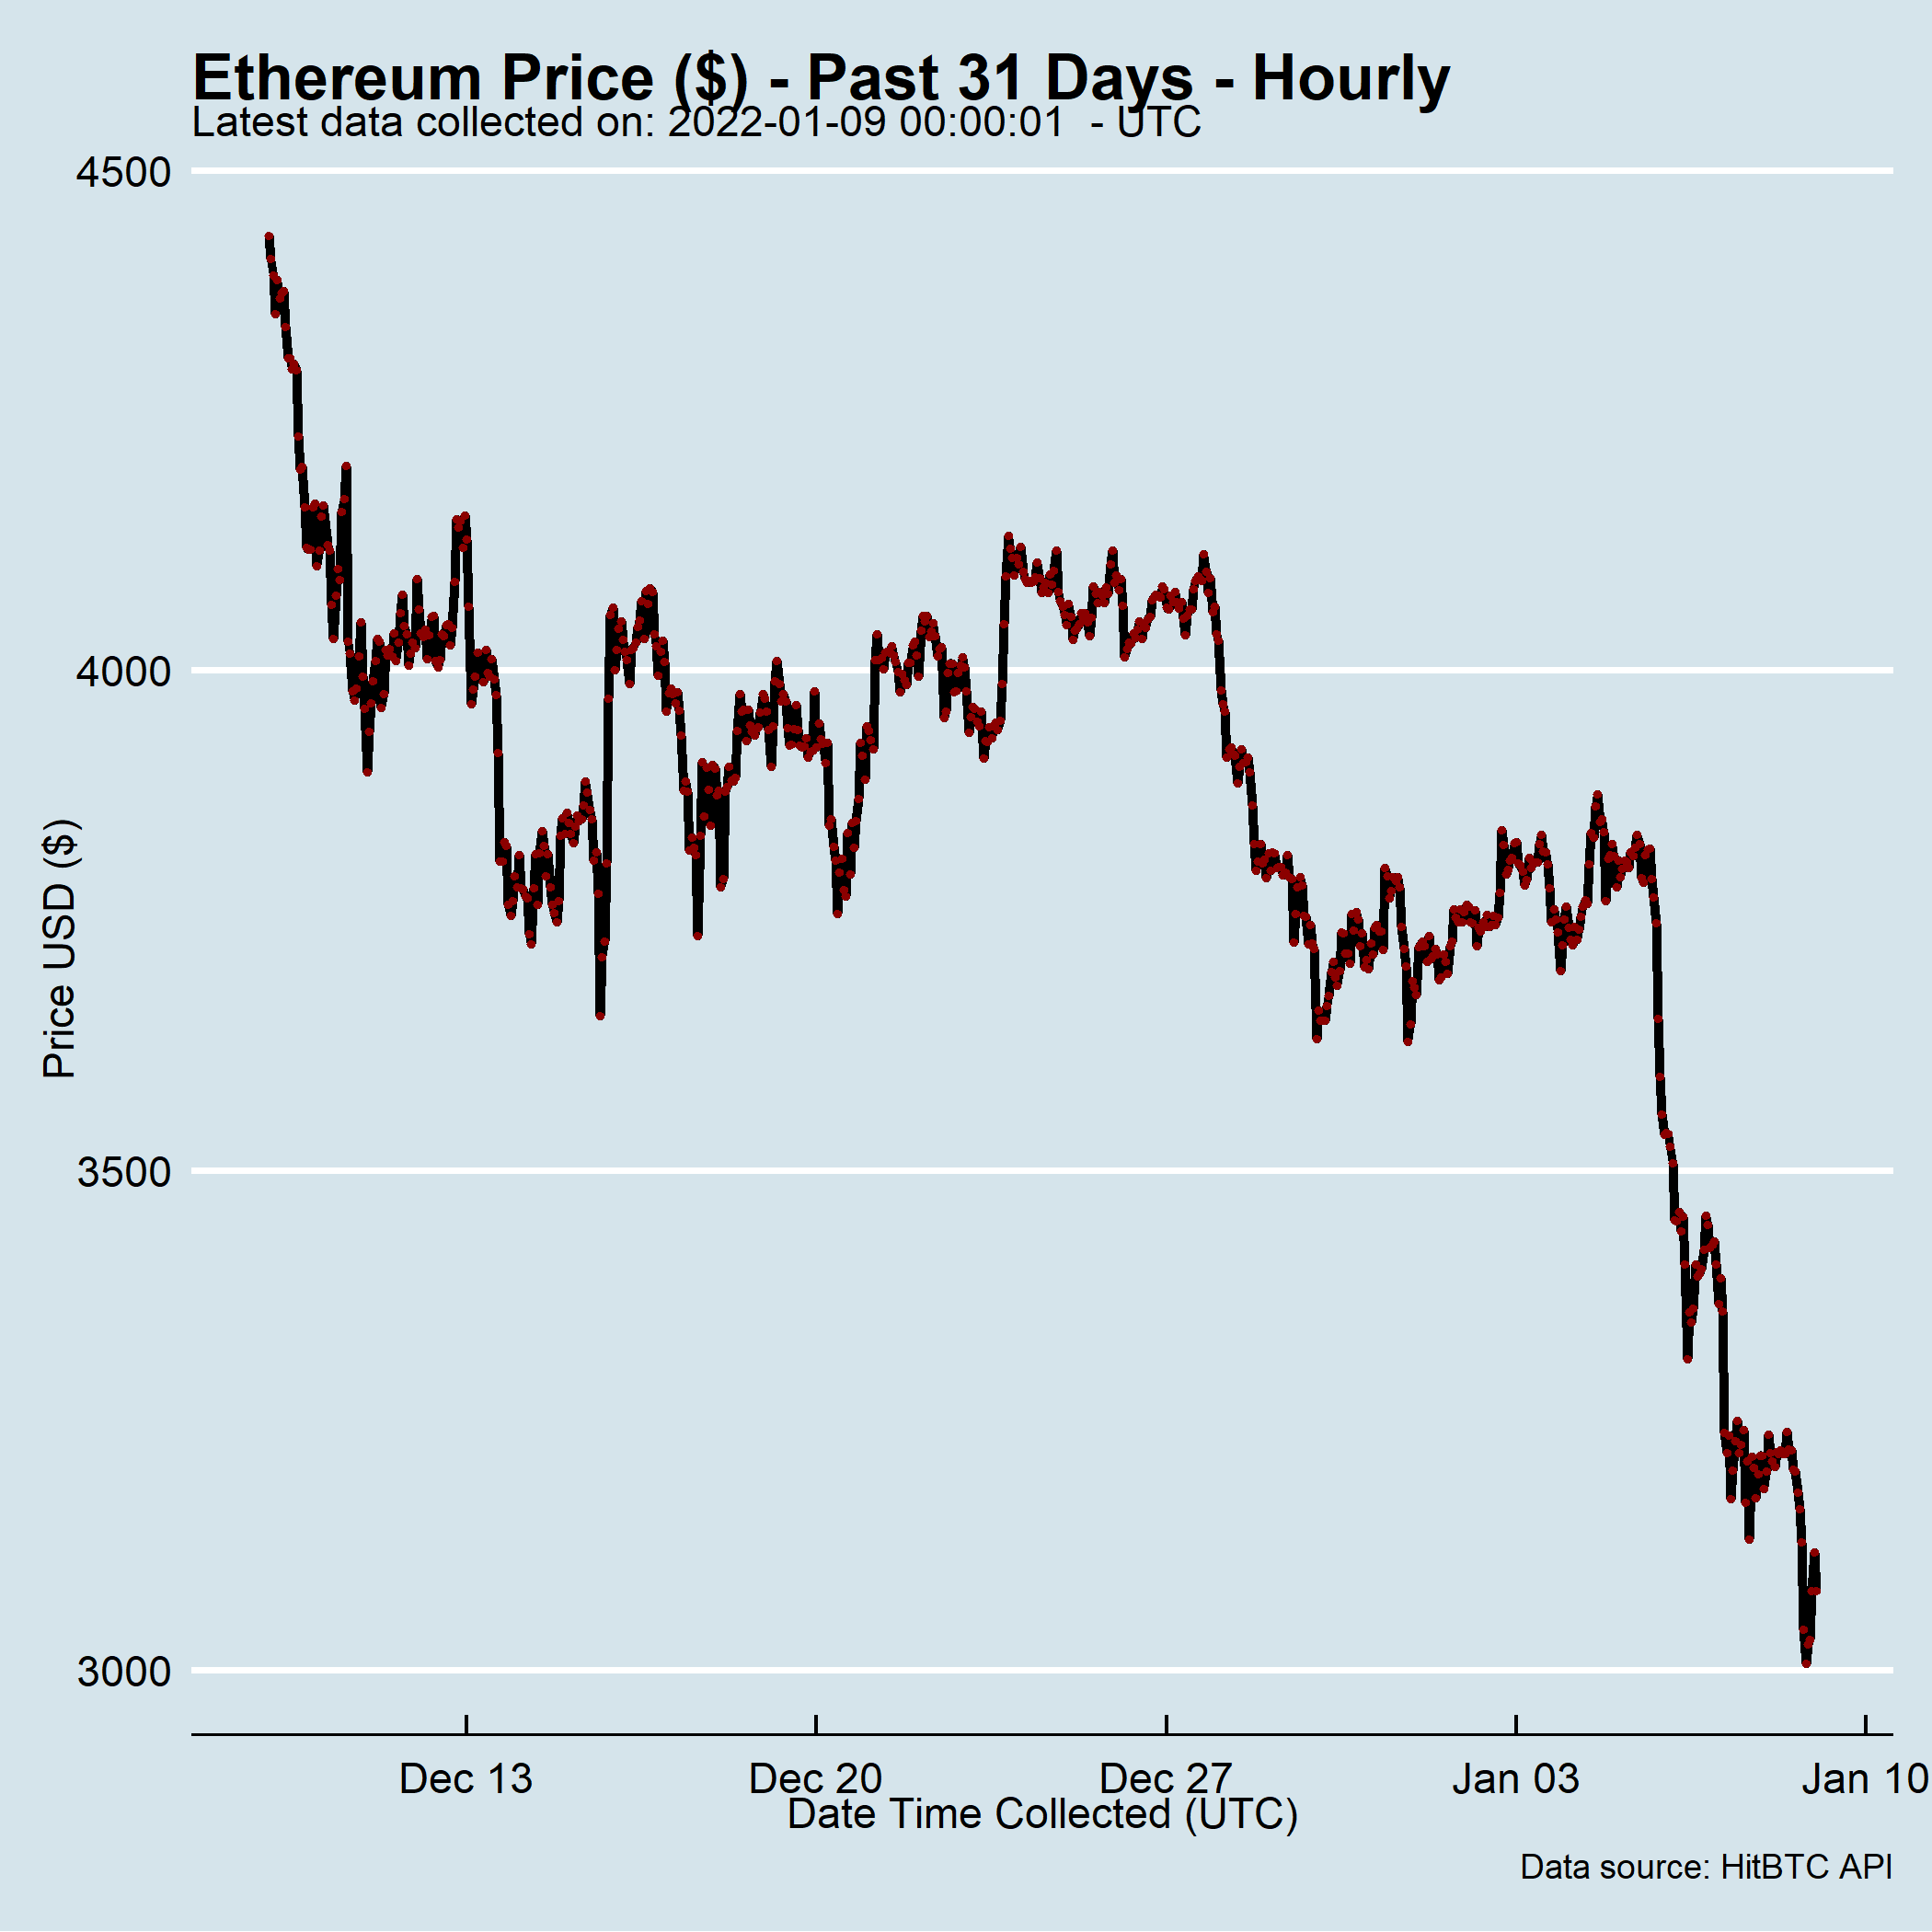 Ethereum Price ($) - Past 31 Days - Hourly
Latest data collected on: 2022-01-09 00:00:01  - UTC
4500
4000
3500
3000
Price USD ($)
Dec 13
Dec 20
Dec 27
Jan 03
Jan 10
Date Time Collected (UTC)
Data source: HitBTC API